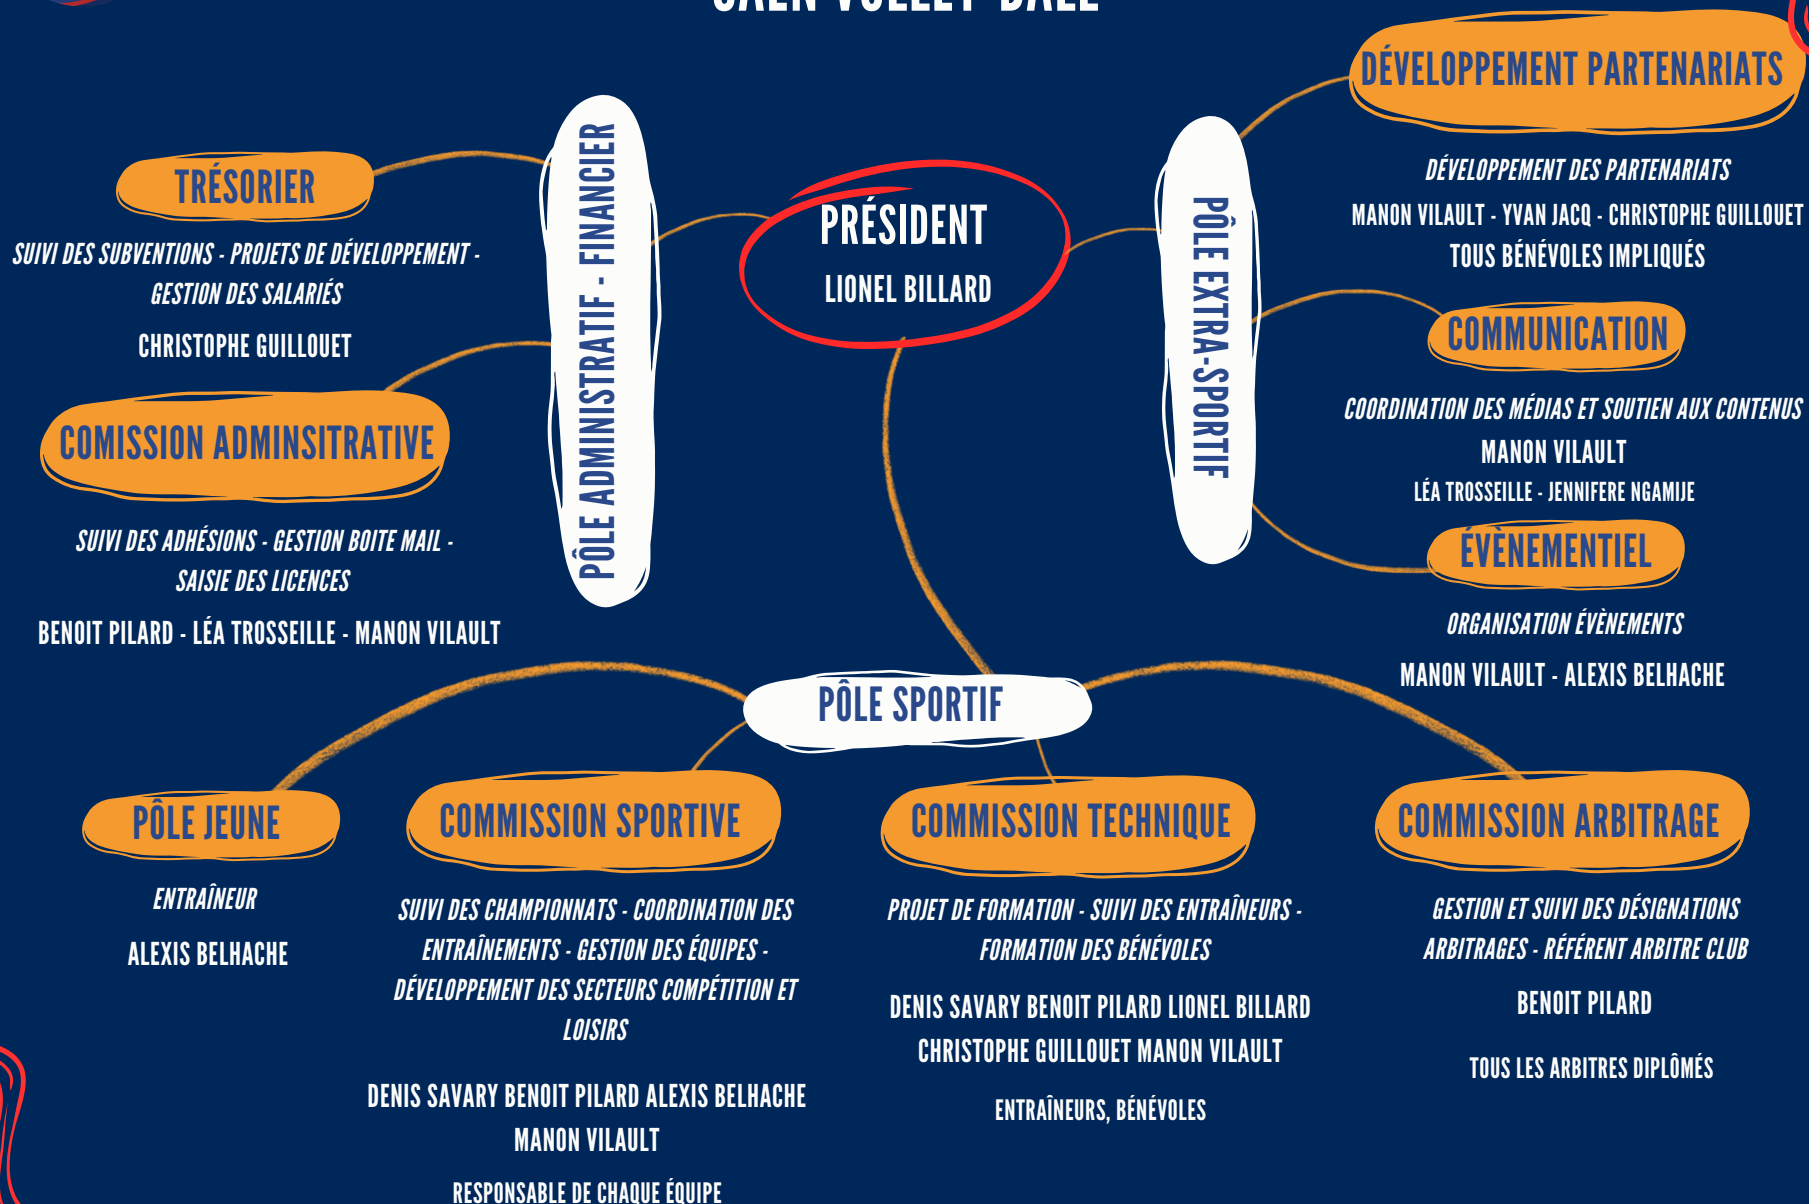 CAEN VOLLEY-BALL
DÉVELOPPEMENT PARTENARIATS
DÉVELOPPEMENT DES PARTENARIATS
MANON VILAULT - YVAN JACQ - CHRISTOPHE GUILLOUET
TOUS BÉNÉVOLES IMPLIQUÉS
TRÉSORIER
SUIVI DES SUBVENTIONS - PROJETS DE DÉVELOPPEMENT -
GESTION DES SALARIÉS
CHRISTOPHE GUILLOUET
PÔLE ADMINISTRATIF - FINANCIER
PRÉSIDENT
LIONEL BILLARD
PÔLE EXTRA-SPORTIF
COMMUNICATION
COORDINATION DES MÉDIAS ET SOUTIEN AUX CONTENUS
MANON VILAULT
LÉA TROSSEILLE - JENNIFERE NGAMIJE
COMISSION ADMINSITRATIVE
SUIVI DES ADHÉSIONS - GESTION BOITE MAIL -
SAISIE DES LICENCES
BENOIT PILARD - LÉA TROSSEILLE - MANON VILAULT
ÉVÈNEMENTIEL
ORGANISATION ÉVÈNEMENTS
MANON VILAULT - ALEXIS BELHACHE
PÔLE SPORTIF
PÔLE JEUNE
ENTRAÎNEUR
ALEXIS BELHACHE
COMMISSION SPORTIVE
SUIVI DES CHAMPIONNATS - COORDINATION DES
ENTRAÎNEMENTS - GESTION DES ÉQUIPES -
DÉVELOPPEMENT DES SECTEURS COMPÉTITION ET
LOISIRS
DENIS SAVARY BENOIT PILARD ALEXIS BELHACHE
MANON VILAULT
RESPONSABLE DE CHAQUE ÉQUIPE
COMMISSION TECHNIQUE
PROJET DE FORMATION - SUIVI DES ENTRAÎNEURS -
FORMATION DES BÉNÉVOLES
DENIS SAVARY BENOIT PILARD LIONEL BILLARD
CHRISTOPHE GUILLOUET MANON VILAULT
ENTRAÎNEURS, BÉNÉVOLES
COMMISSION ARBITRAGE
GESTION ET SUIVI DES DÉSIGNATIONS
ARBITRAGES - RÉFÉRENT ARBITRE CLUB
BENOIT PILARD
TOUS LES ARBITRES DIPLÔMÉS